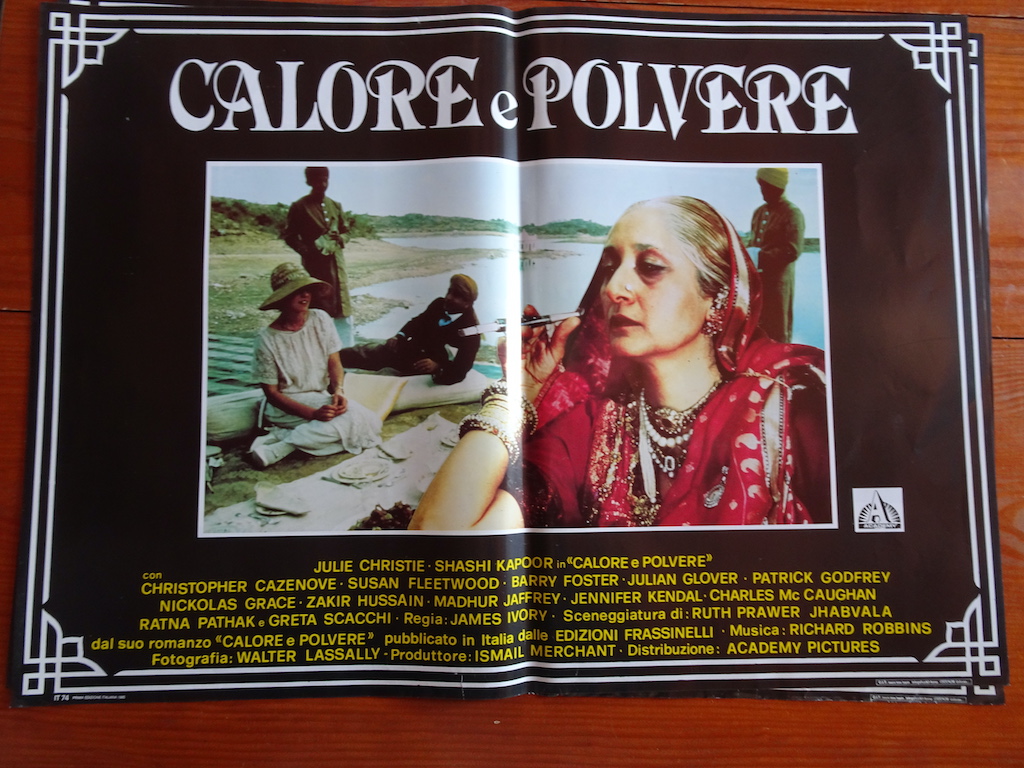 CALORE e POLVERE
ACADEMY
JULIE CHRISTIE · SHASHI KAPOOR in "CALORE e POLVERE"
con
CHRISTOPHER CAZENOVE · SUSAN FLEETWOOD · BARRY FOSTER · JULIAN GLOVER · PATRICK GODFREY
NICKOLAS GRACE · ZAKIR HUSSAIN · MADHUR JAFFREY · JENNIFER KENDAL · CHARLES Mc CAUGHAN
RATNA PATHAK e GRETA SCACCHI · Regia: JAMES IVORY · Sceneggiatura di: RUTH PRAWER JHABVALA
dal suo romanzo "CALORE e POLVERE" pubblicato in Italia dalle EDIZIONI FRASSINELLI · Musica: RICHARD ROBBINS
Fotografia: WALTER LASSALLY · Produttore: ISMAIL MERCHANT · Distribuzione: ACADEMY PICTURES
IT 74